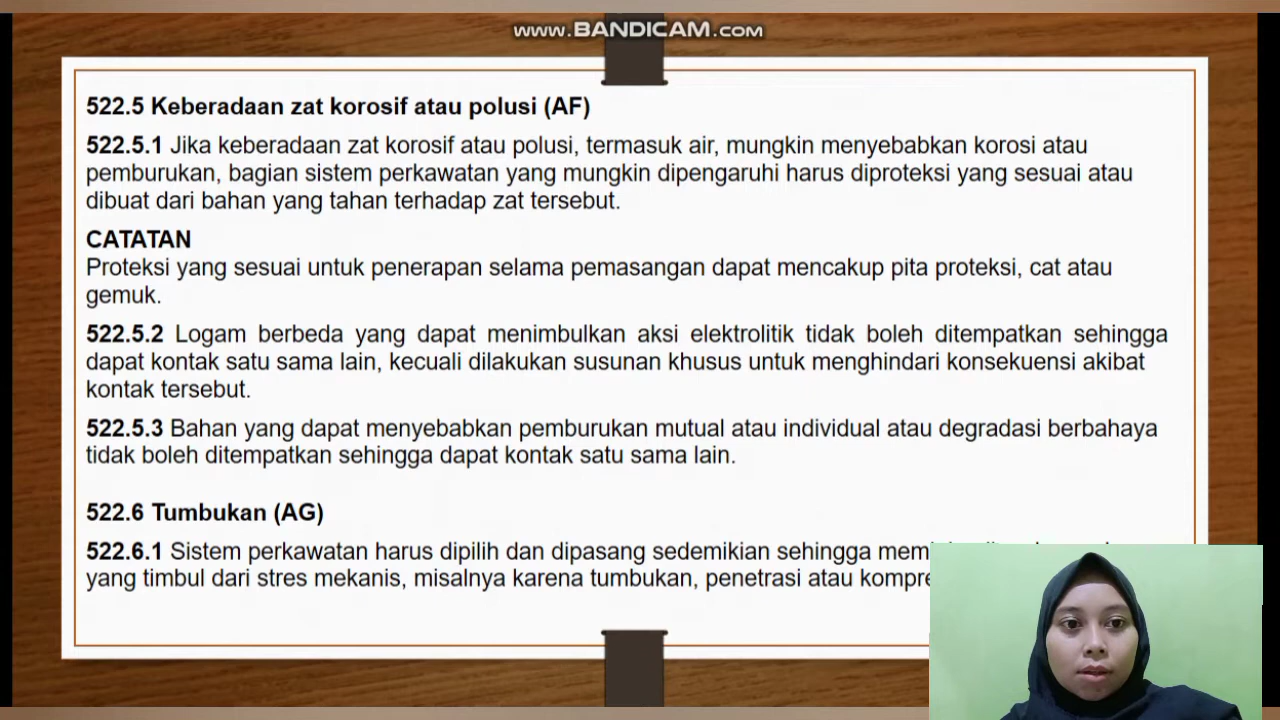 www.BANDICAM.com
522.5 Keberadaan zat korosif atau polusi (AF)
522.5.1 Jika keberadaan zat korosif atau polusi, termasuk air, mungkin menyebabkan korosi atau
pemburukan, bagian sistem perkawatan yang mungkin dipengaruhi harus diproteksi yang sesuai atau
dibuat dari bahan yang tahan terhadap zat tersebut.
CATATAN
Proteksi yang sesuai untuk penerapan selama pemasangan dapat mencakup pita proteksi, cat atau
gemuk.
522.5.2 Logam berbeda yang dapat menimbulkan aksi elektrolitik tidak boleh ditempatkan sehingga
dapat kontak satu sama lain, kecuali dilakukan susunan khusus untuk menghindari konsekuensi akibat
kontak tersebut.
522.5.3 Bahan yang dapat menyebabkan pemburukan mutual atau individual atau degradasi berbahaya
tidak boleh ditempatkan sehingga dapat kontak satu sama lain.
522.6 Tumbukan (AG)
522.6.1 Sistem perkawatan harus dipilih dan dipasang sedemikian sehingga
yang timbul dari stres mekanis, misalnya karena tumbukan, penetrasi atau